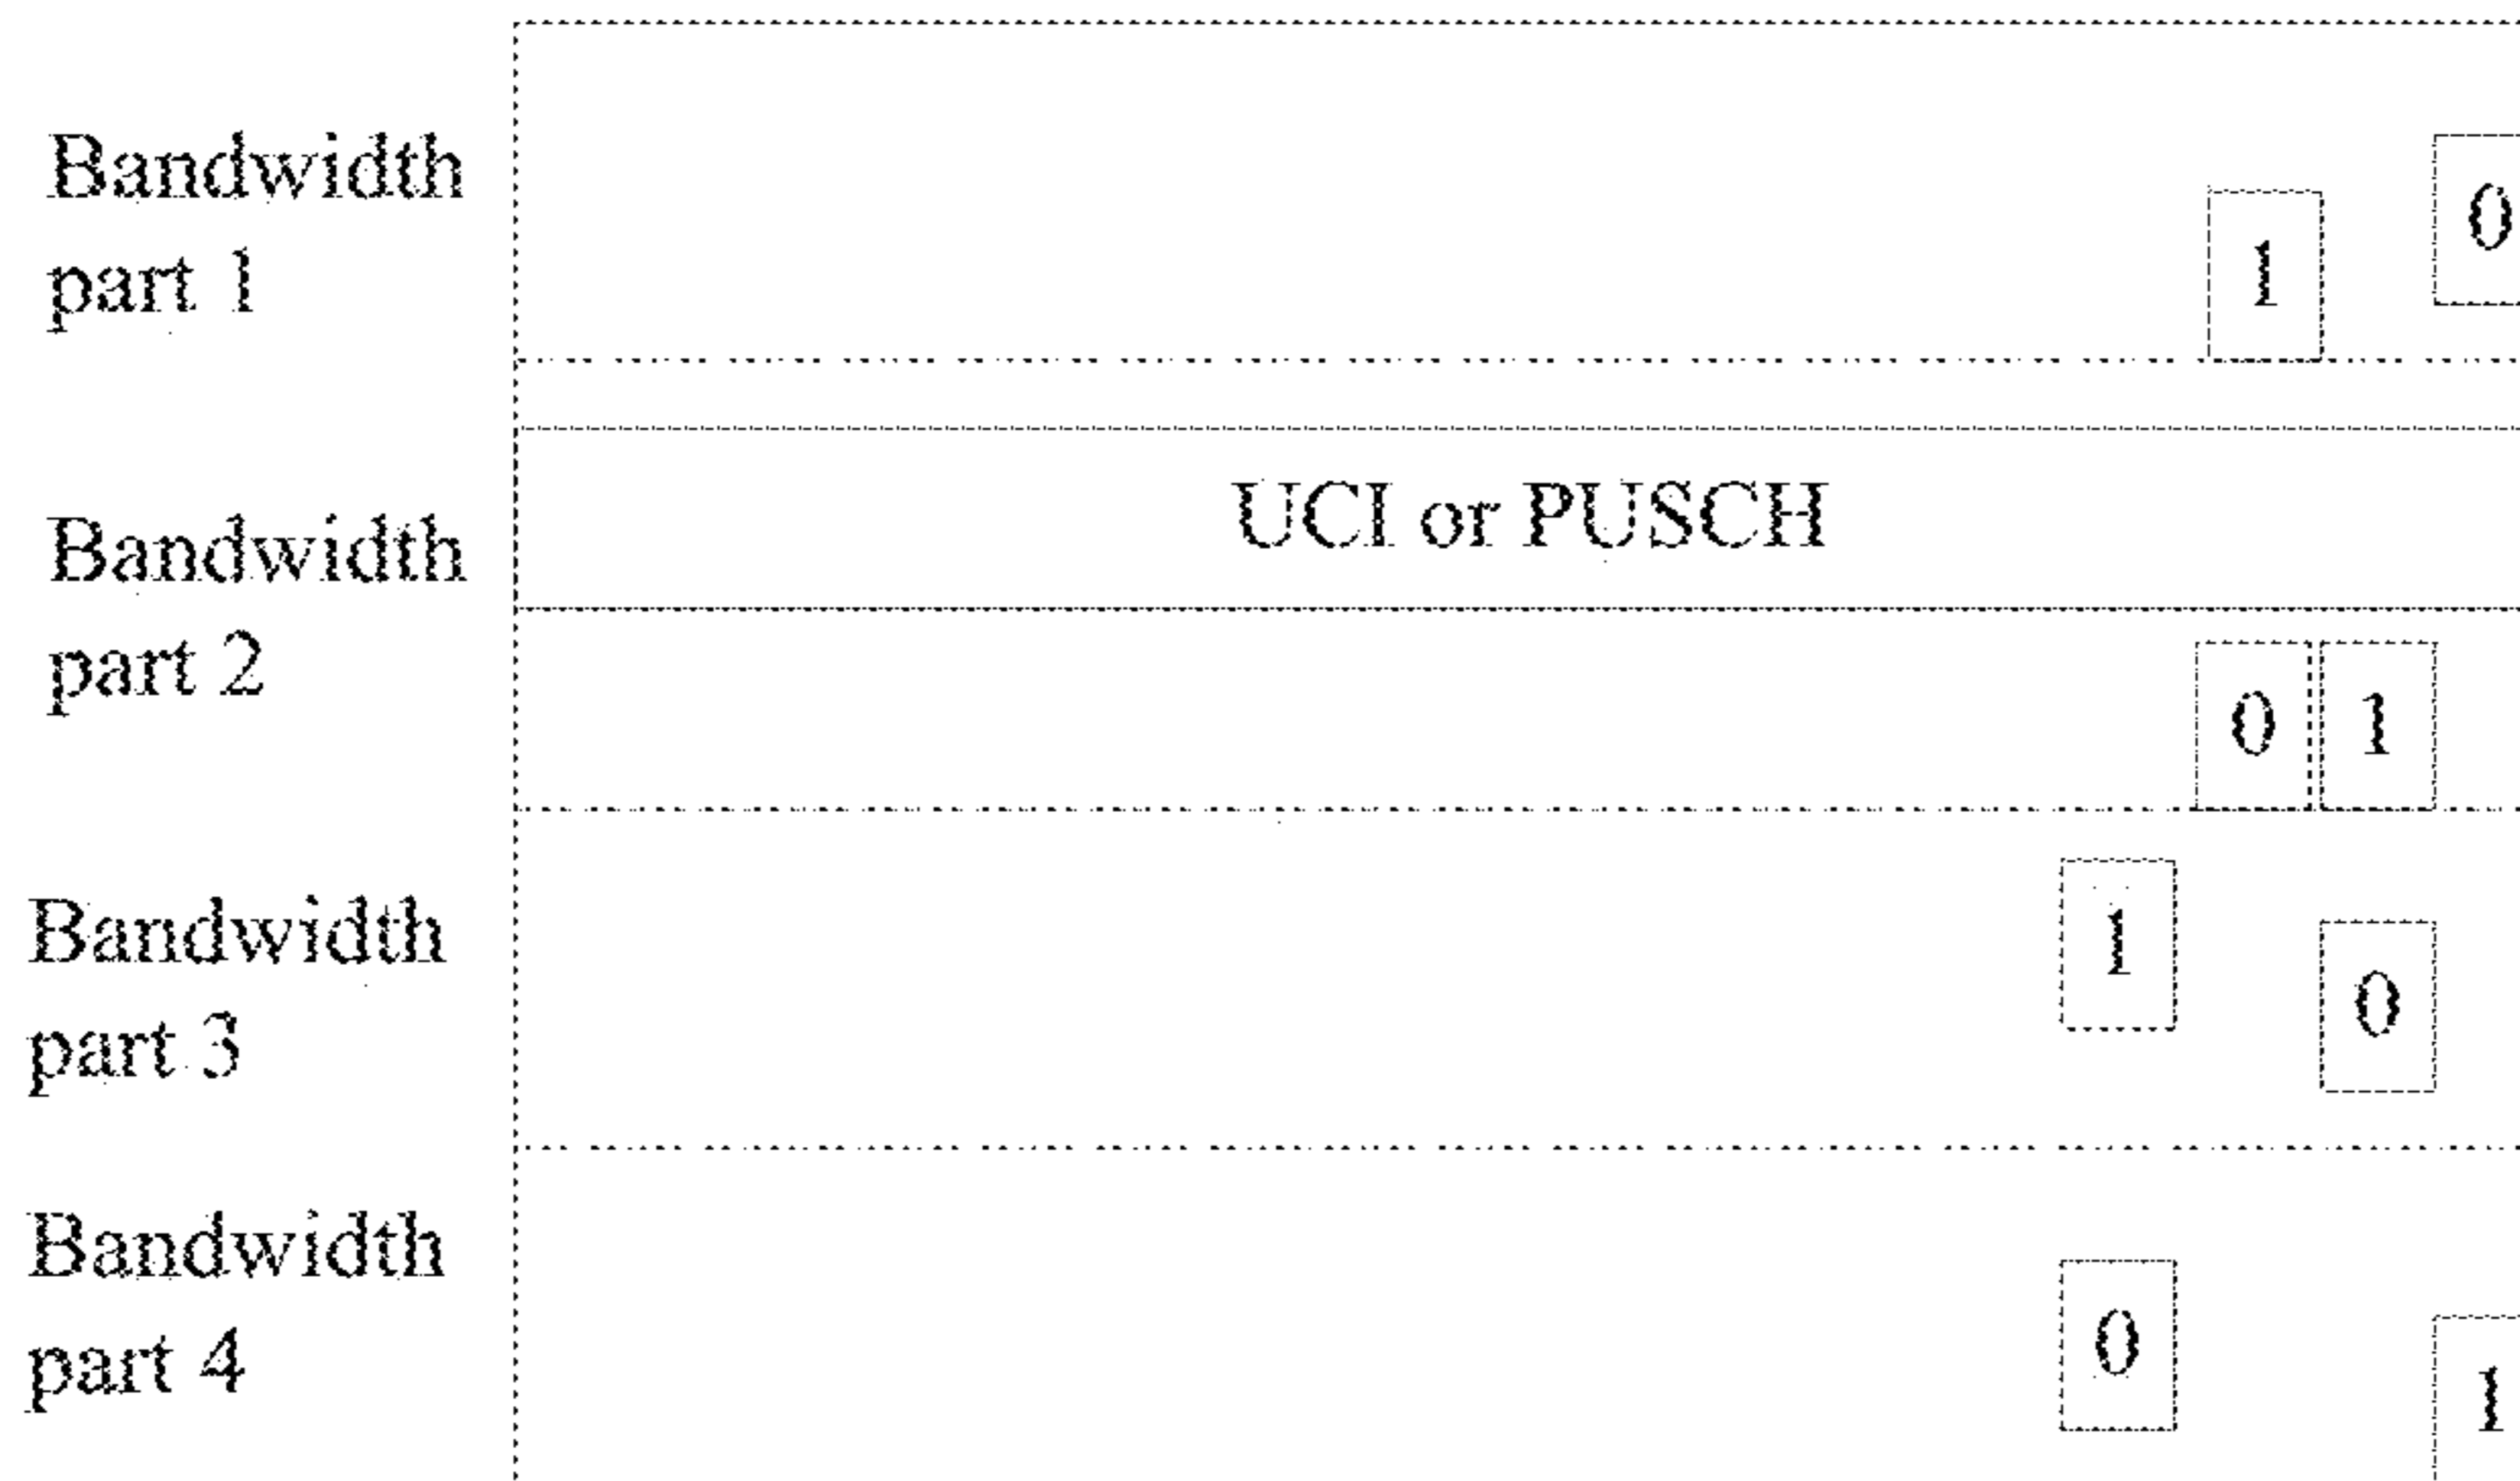 Bandwidth
part 1
1
0
UCI or PUSCH
Bandwidth
part 2
0 1
Bandwidth
part 3
1
0
Bandwidth
part 4
0
1